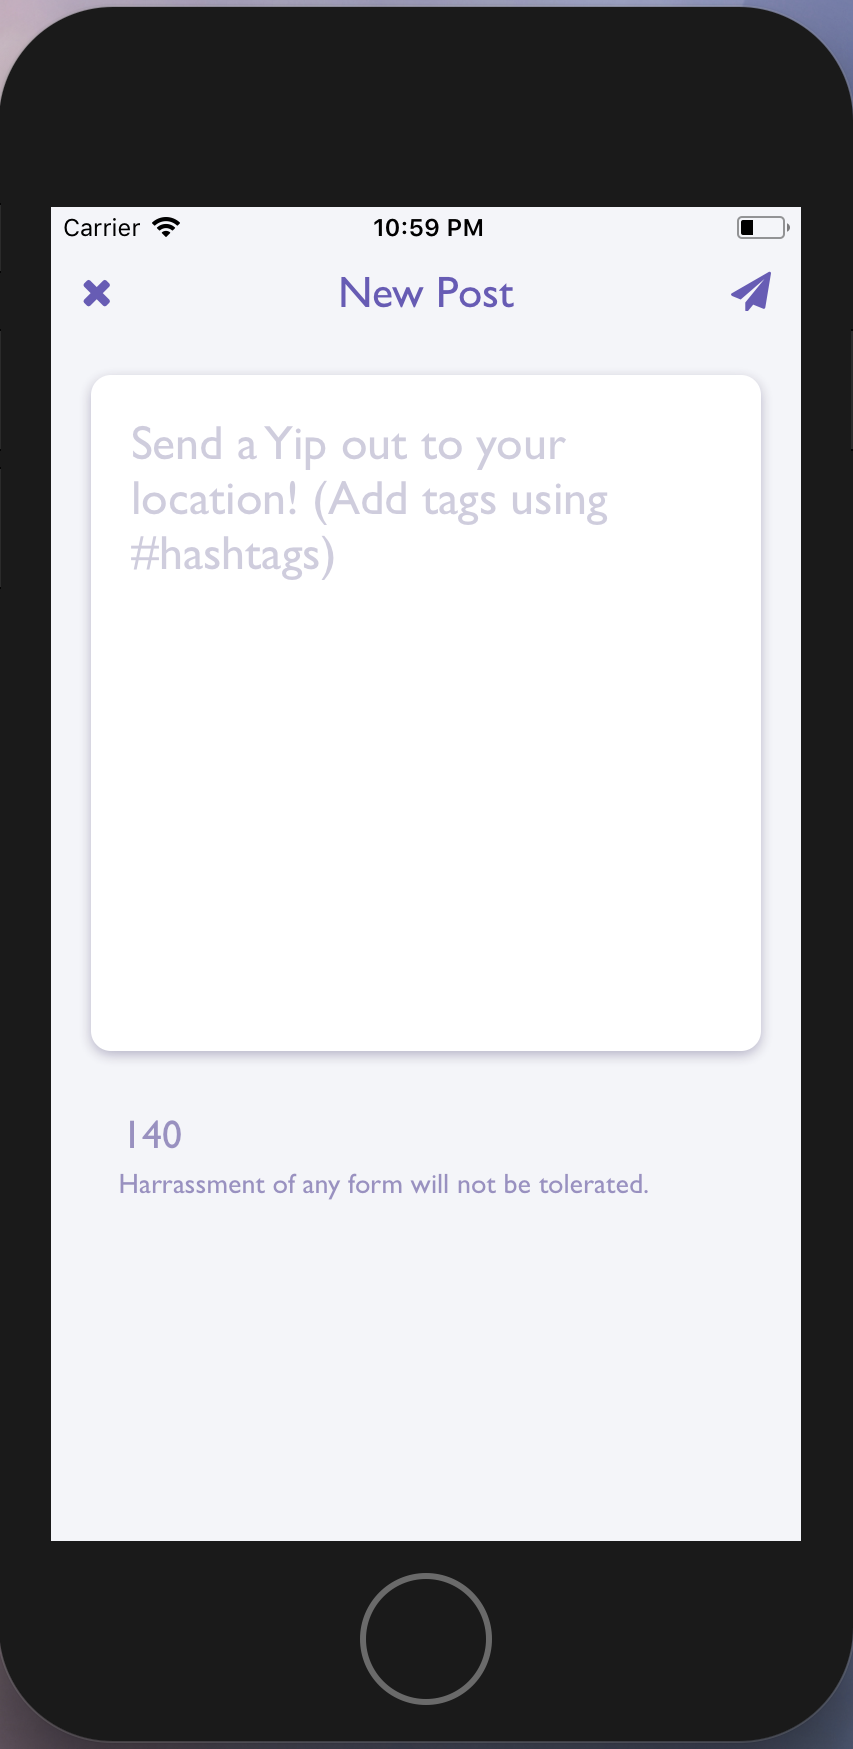 Carrier
10:59 PM
New Post
Send a Yip out to your
location! (Add tags using
#hashtags)
140
Harrassment of any form will not be tolerated.